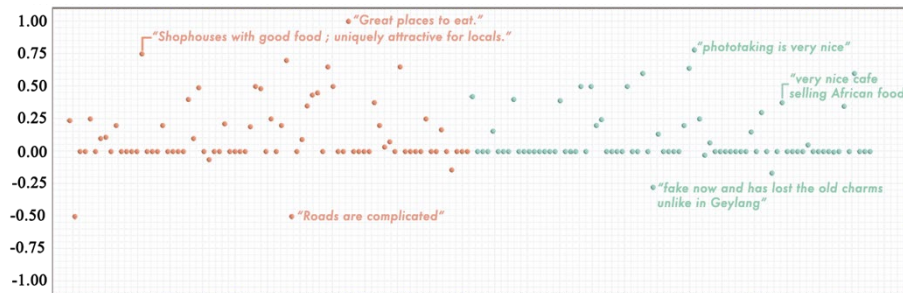 1.00
"Great places to eat."
"Shophouses with good food ; uniquely attractive for locals."
0.75
"phototaking is very nice"
0.50
"very nice cafe
selling African food
0.25
0.00
-0.25
"fake now and has lost the old charms
unlike in Geylang"
-0.50
"Roads are complicated"
-0.75
-1.00